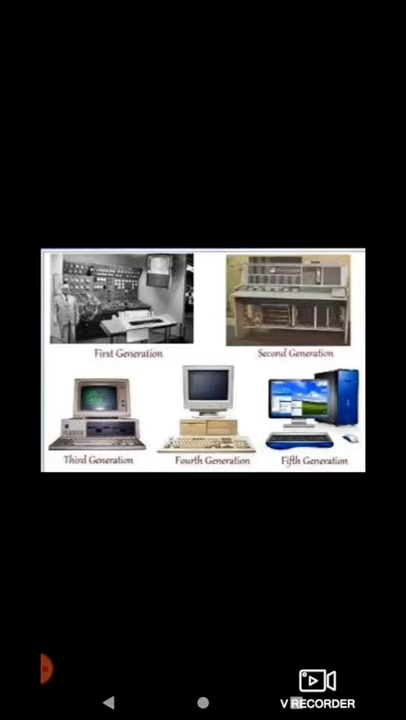 First Generation
Second Generation
Third Generation
Fourth Generation
Fifth Generation
V RECORDER